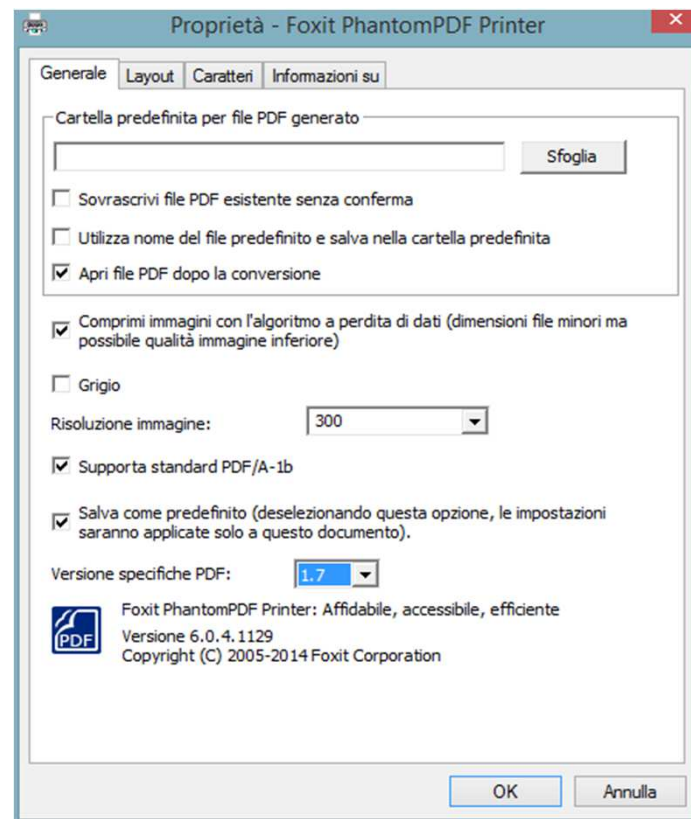 Proprietà - Foxit PhantomPDF Printer
Generale
Layout
Caratteri
Informazioni su
Cartella predefinita per file PDF generato
Sfoglia
Sovrascrivi file PDF esistente senza conferma
Utilizza nome del file predefinito e salva nella cartella predefinita
Apri file PDF dopo la conversione
Comprimi immagini con l'algoritmo a perdita di dati (dimensioni file minori ma
possibile qualità immagine inferiore)
Grigio
Risoluzione immagine:
300
Supporta standard PDF/A-1b
Salva come predefinito (deselezionando questa opzione, le impostazioni
saranno applicate solo a questo documento).
Versione specifiche PDF:
1.7
PDF
Foxit PhantomPDF Printer: Affidabile, accessibile, efficiente
Versione 6.0.4.1129
Copyright (C) 2005-2014 Foxit Corporation
OK
Annulla